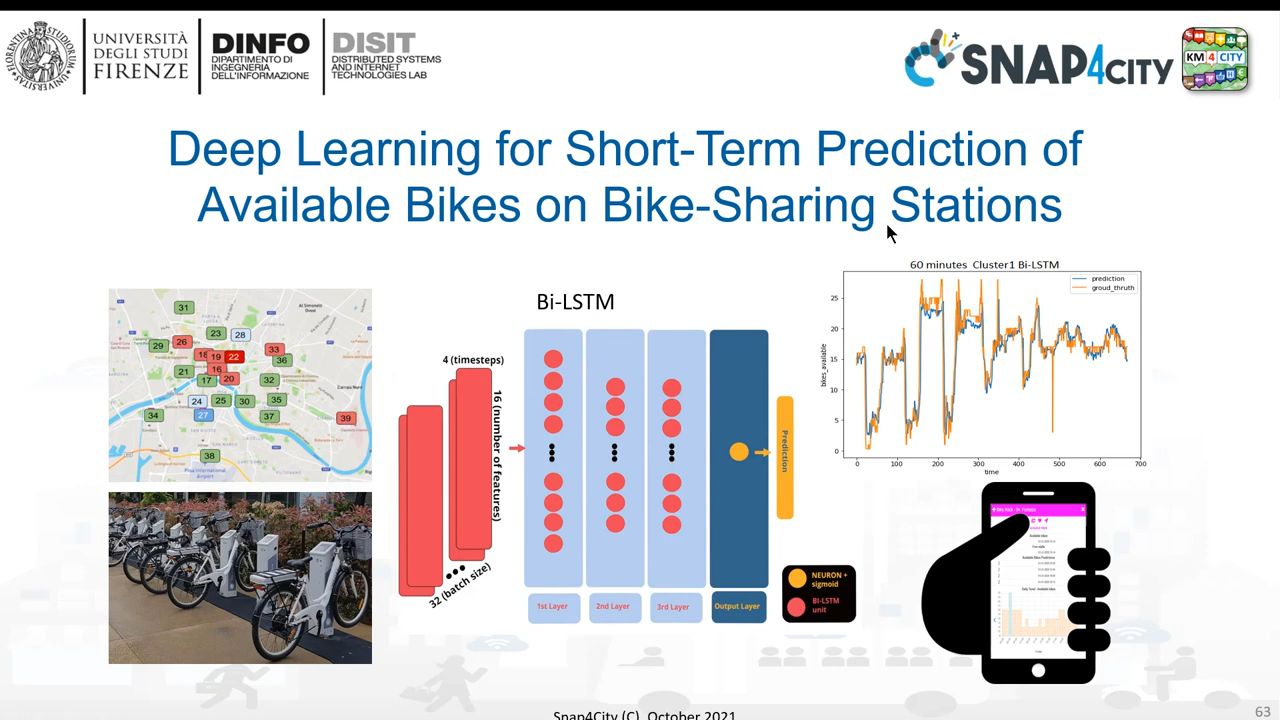 UNIVERSITÀ
DEGLI STUDI
FIRENZE
DINFO
DIPARTIMENTO DI
INGEGNERIA
DELL'INFORMAZIONE
DISIT
DISTRIBUTED SYSTEMS
AND INTERNET
TECHNOLOGIES LAB
SNAP4CITY
KM 4 CITY
Deep Learning for Short-Term Prediction of
Available Bikes on Bike-Sharing Stations
31
23
28
29
26
33
18
19
22
36
21
16
17
20
32
24
25
30
35
34
27
37
39
38
Bi-LSTM
4 (timesteps)
16 (number of features)
32 (batch size)
1st Layer
2nd Layer
3rd Layer
Output Layer
Prediction
NEURON +
sigmoid
BI-LSTM
unit
60 minutes Cluster1 Bi-LSTM
prediction
groud_thruth
bikes_available
25
20
15
10
5
0
0 100 200 300 400 500 600 700
time
Snap4City (C), October 2021
63